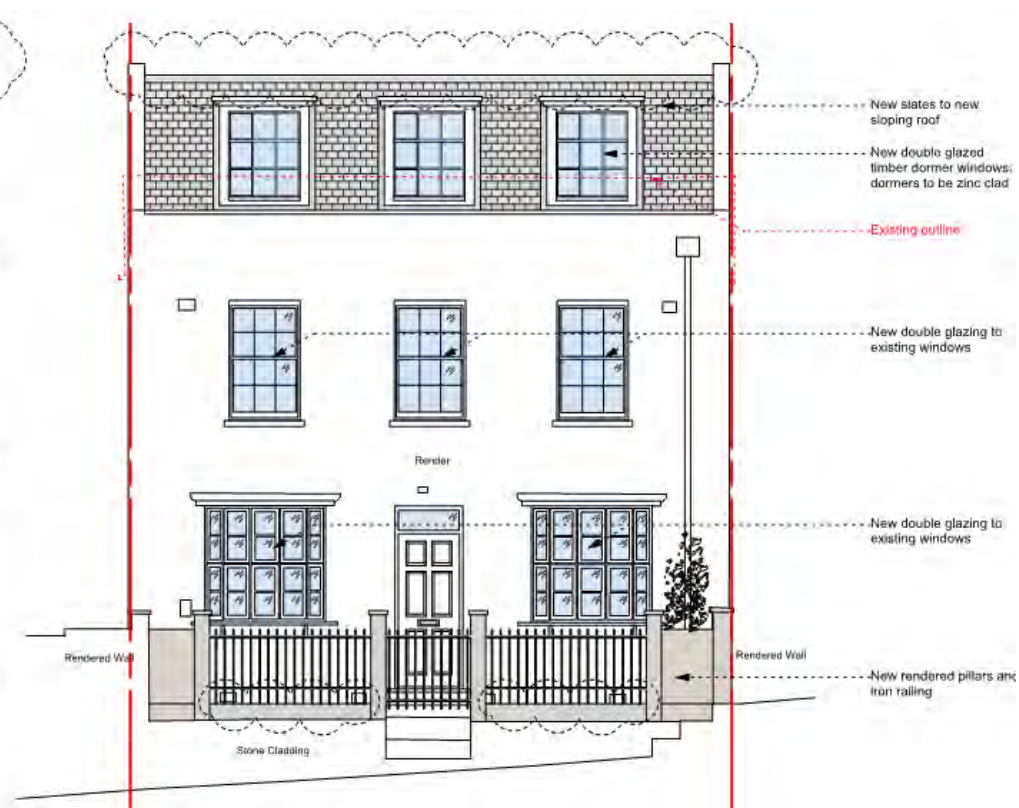 New slates to new
sloping roof
New double glazed
timber dormer windows;
dormers to be zinc clad
Existing outline
New double glazing to
existing windows
Render
New double glazing to
existing windows
Rendered Wall
Rendered Wall
New rendered pillars and
Iron railing
Stone Cladding